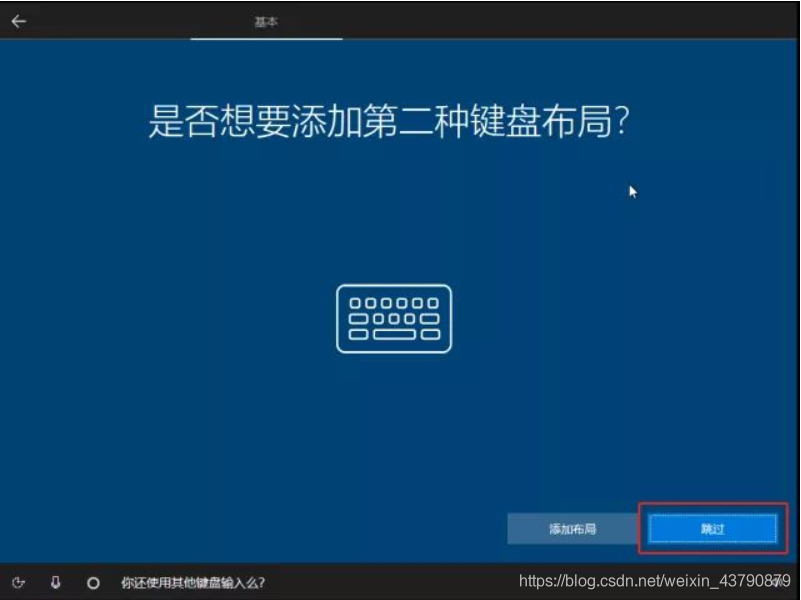 基本
是否想要添加第二种键盘布局？
添加布局
跳过
你还使用其他键盘输入么？
https://blog.csdn.net/weixin_43790879